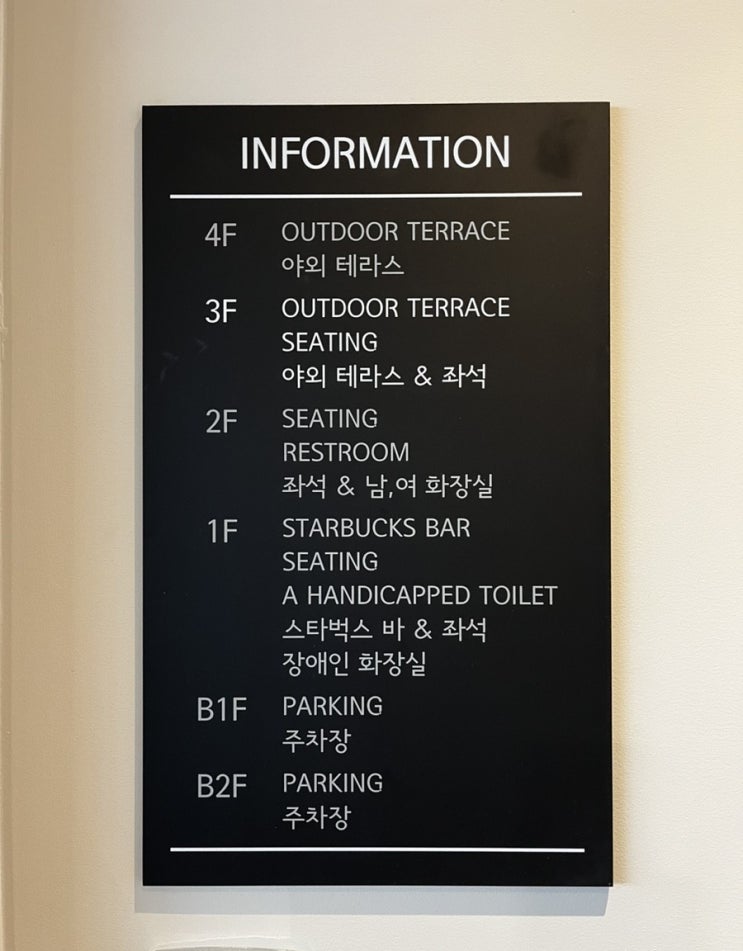 INFORMATION
4F OUTDOOR TERRACE
야외 테라스
3F OUTDOOR TERRACE
SEATING
야외 테라스 & 좌석
2F SEATING
RESTROOM
좌석 & 남,여 화장실
1F STARBUCKS BAR
SEATING
A HANDICAPPED TOILET
스타벅스 바 & 좌석
장애인 화장실
B1F PARKING
주차장
B2F PARKING
주차장